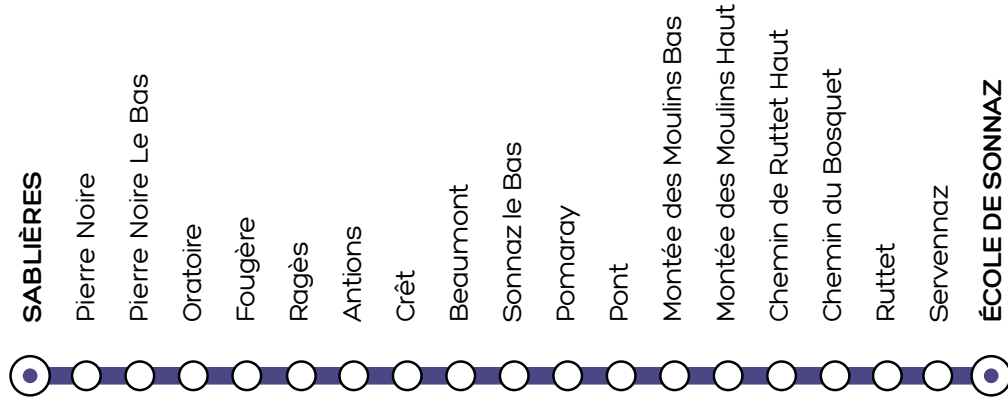 SABLIÈRES
Pierre Noire
Pierre Noire Le Bas
Oratoire
Fougère
Ragès
Antions
Crêt
Beaumont
Sonnaz le Bas
Pomaray
Pont
Montée des Moulins Bas
Montée des Moulins Haut
Chemin de Ruttet Haut
Chemin du Bosquet
Ruttet
Servennaz
ÉCOLE DE SONNAZ